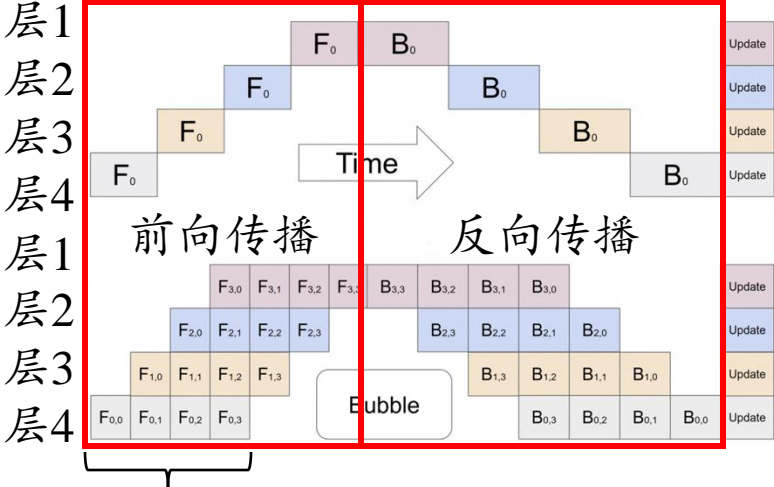 层1 F₀ B₀ Update
层2 F₀ B₀ Update
层3 F₀ B₀ Update
层4 F₀ Time B₀ Update
前向传播 反向传播
层1 F₃,₀ F₃,₁ F₃,₂ F₃,₃ B₃,₃ B₃,₂ B₃,₁ B₃,₀ Update
层2 F₂,₀ F₂,₁ F₂,₂ F₂,₃ B₂,₃ B₂,₂ B₂,₁ B₂,₀ Update
层3 F₁,₀ F₁,₁ F₁,₂ F₁,₃ B₁,₃ B₁,₂ B₁,₁ B₁,₀ Update
层4 F₀,₀ F₀,₁ F₀,₂ F₀,₃ Bubble B₀,₃ B₀,₂ B₀,₁ B₀,₀ Update